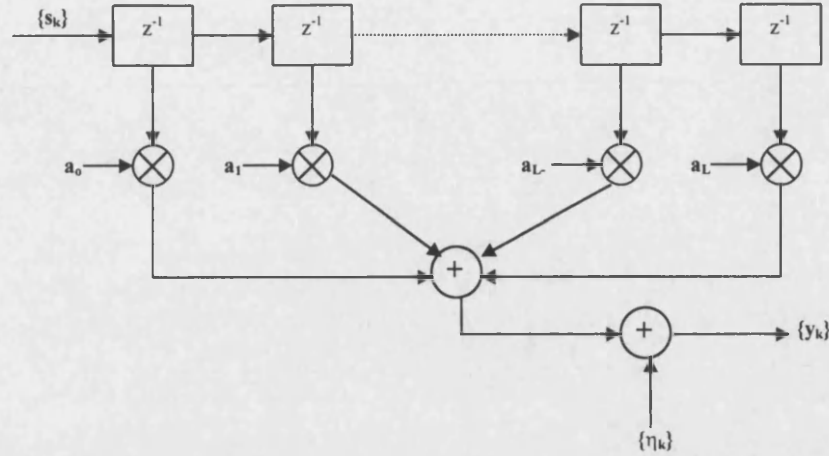 {s_k}
z^-1 z^-1 z^-1 z^-1
a_o a_1 a_L- a_L
+
+ {y_k}
{η_k}